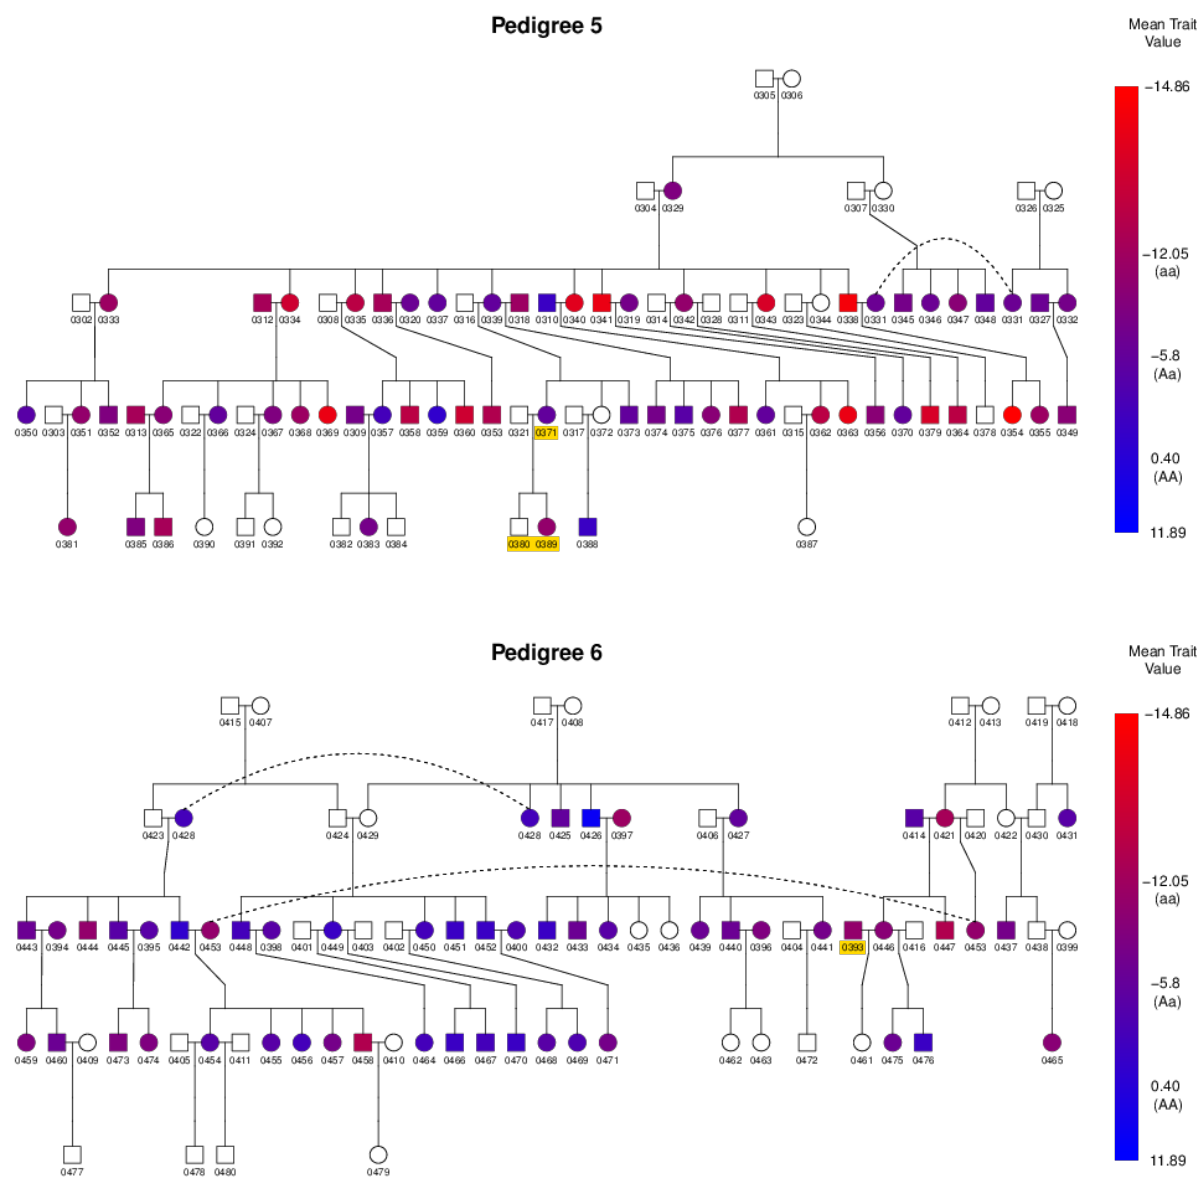 Pedigree 5
Mean Trait
Value
0305 0306
−14.86
0304 0329 0307 0330 0326 0325
−12.05
(aa)
0302 0333 0312 0334 0308 0335 0336 0320 0337 0316 0339 0318 0310 0340 0341 0319 0314 0342 0328 0311 0343 0323 0344 0338 0331 0345 0346 0347 0348 0331 0327 0332
−5.8
(Aa)
0350 0303 0351 0352 0313 0365 0322 0366 0324 0367 0368 0369 0309 0357 0358 0359 0360 0353 0321 0371 0317 0372 0373 0374 0375 0376 0377 0361 0315 0362 0363 0356 0370 0379 0364 0378 0354 0355 0349
0.40
(AA)
0381 0385 0386 0390 0391 0392 0382 0383 0384 0380 0389 0388 0387
11.89
Pedigree 6
Mean Trait
Value
0415 0407 0417 0408 0412 0413 0419 0418
−14.86
0423 0428 0424 0429 0428 0425 0426 0397 0406 0427 0414 0421 0420 0422 0430 0431
−12.05
(aa)
0443 0394 0444 0445 0395 0442 0453 0448 0398 0401 0449 0403 0402 0450 0451 0452 0400 0432 0433 0434 0435 0436 0439 0440 0396 0404 0441 0393 0446 0416 0447 0453 0437 0438 0399
−5.8
(Aa)
0459 0460 0409 0473 0474 0405 0454 0411 0455 0456 0457 0458 0410 0464 0466 0467 0470 0468 0469 0471 0462 0463 0472 0461 0475 0476 0465
0.40
(AA)
0477 0478 0480 0479
11.89